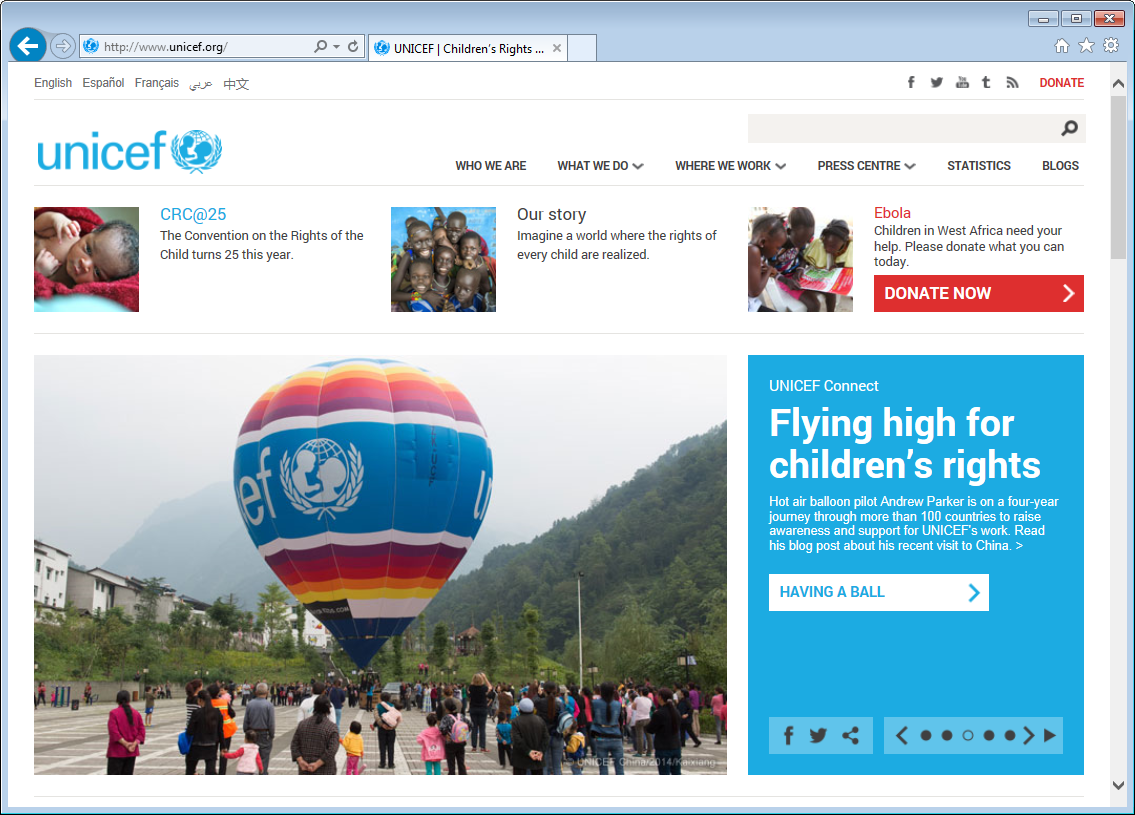 http://www.unicef.org/
UNICEF | Children's Rights ...
English Español Français عربي 中文
DONATE
unicef
WHO WE ARE WHAT WE DO WHERE WE WORK PRESS CENTRE STATISTICS BLOGS
CRC@25
The Convention on the Rights of the
Child turns 25 this year.
Our story
Imagine a world where the rights of
every child are realized.
Ebola
Children in West Africa need your
help. Please donate what you can
today.
DONATE NOW
ef
© UNICEF China/2014/Kaixiang
UNICEF Connect
Flying high for
children's rights
Hot air balloon pilot Andrew Parker is on a four-year
journey through more than 100 countries to raise
awareness and support for UNICEF's work. Read
his blog post about his recent visit to China. >
HAVING A BALL